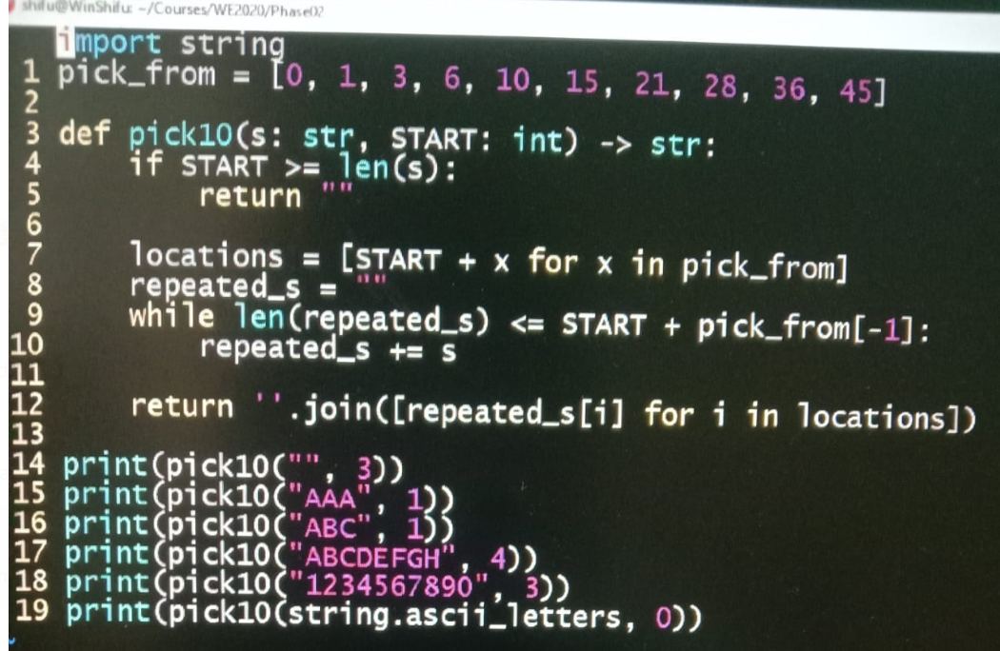 shifu@WinShifu: ~/Courses/WE2020/Phase02
import string
1 pick_from = [0, 1, 3, 6, 10, 15, 21, 28, 36, 45]
2
3 def pick10(s: str, START: int) -> str:
4     if START >= len(s):
5         return ""
6
7     locations = [START + x for x in pick_from]
8     repeated_s = ""
9     while len(repeated_s) <= START + pick_from[-1]:
10         repeated_s += s
11
12     return ''.join([repeated_s[i] for i in locations])
13
14 print(pick10("", 3))
15 print(pick10("AAA", 1))
16 print(pick10("ABC", 1))
17 print(pick10("ABCDEFGH", 4))
18 print(pick10("1234567890", 3))
19 print(pick10(string.ascii_letters, 0))